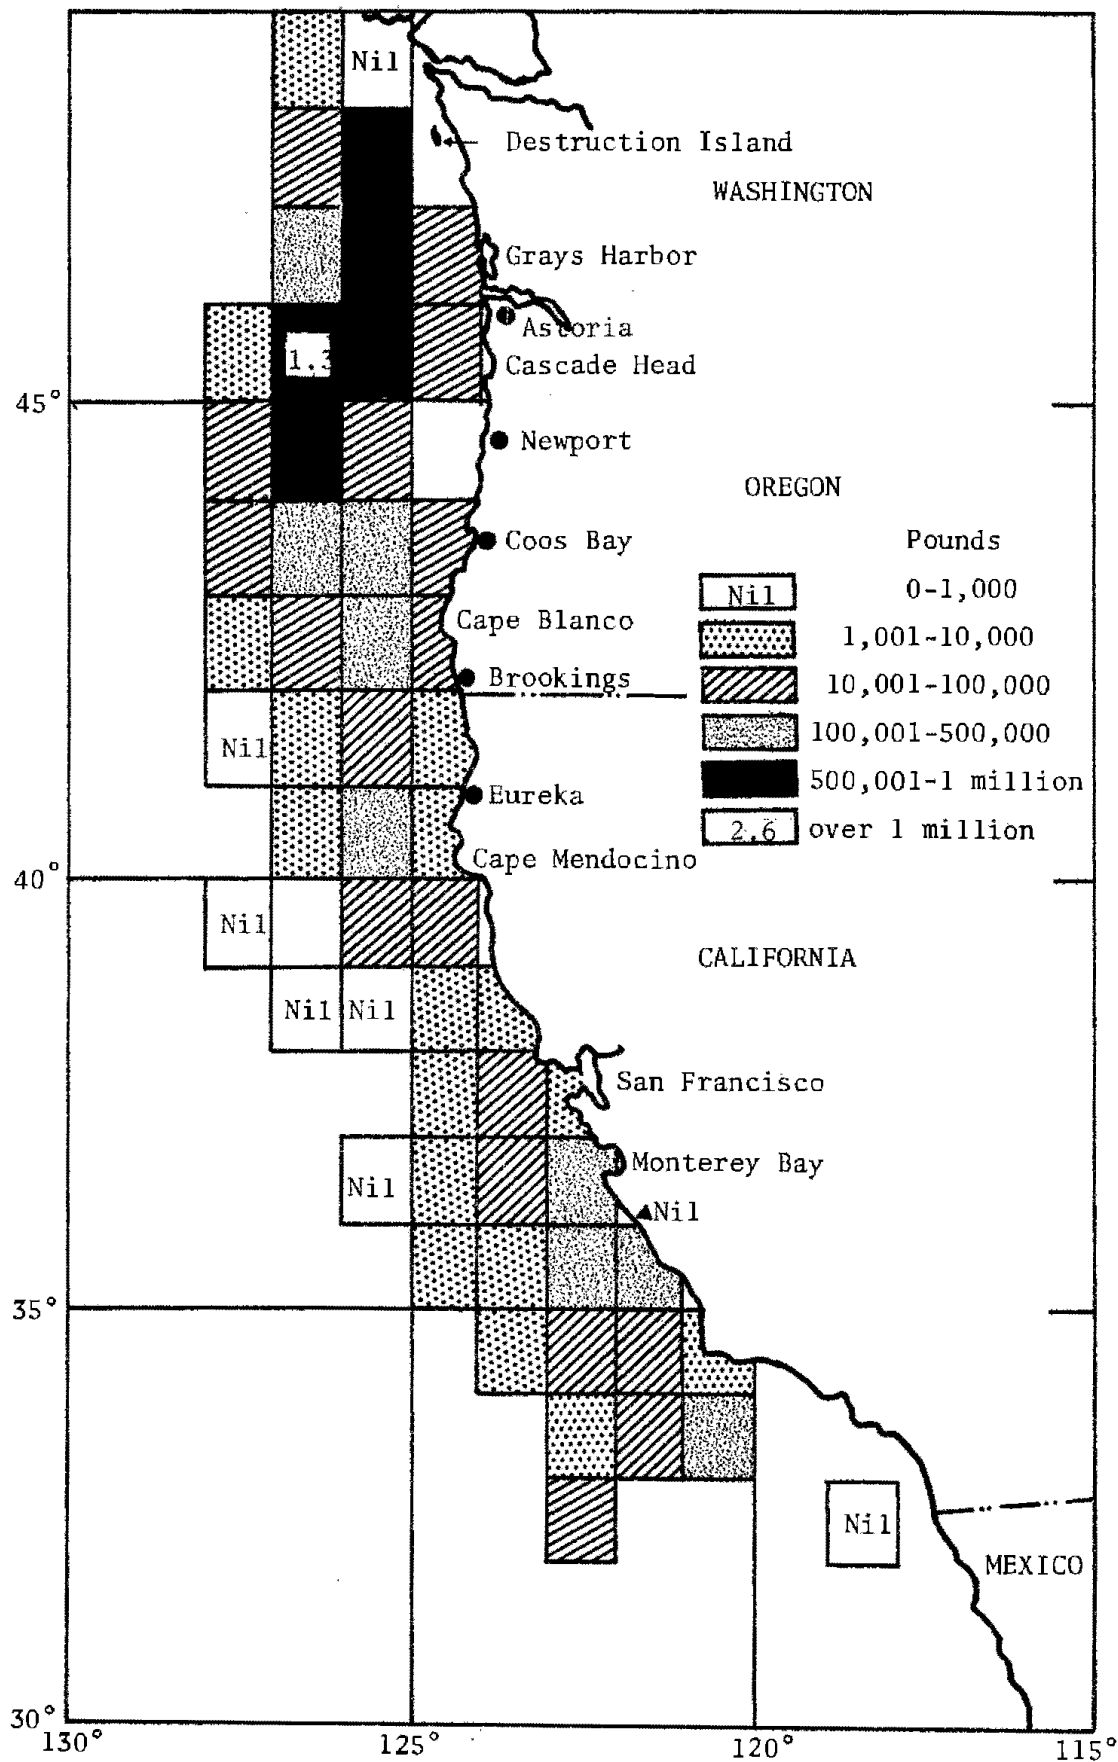 Nil
Destruction Island
WASHINGTON
Grays Harbor
Astoria
1.3
Cascade Head
45°
Newport
OREGON
Coos Bay
Pounds
Nil 0-1,000
Cape Blanco
1,001-10,000
Brookings
10,001-100,000
Nil
100,001-500,000
500,001-1 million
Eureka
2.6 over 1 million
Cape Mendocino
40°
Nil
CALIFORNIA
Nil Nil
San Francisco
Monterey Bay
Nil
Nil
35°
Nil
MEXICO
30°
130° 125° 120° 115°